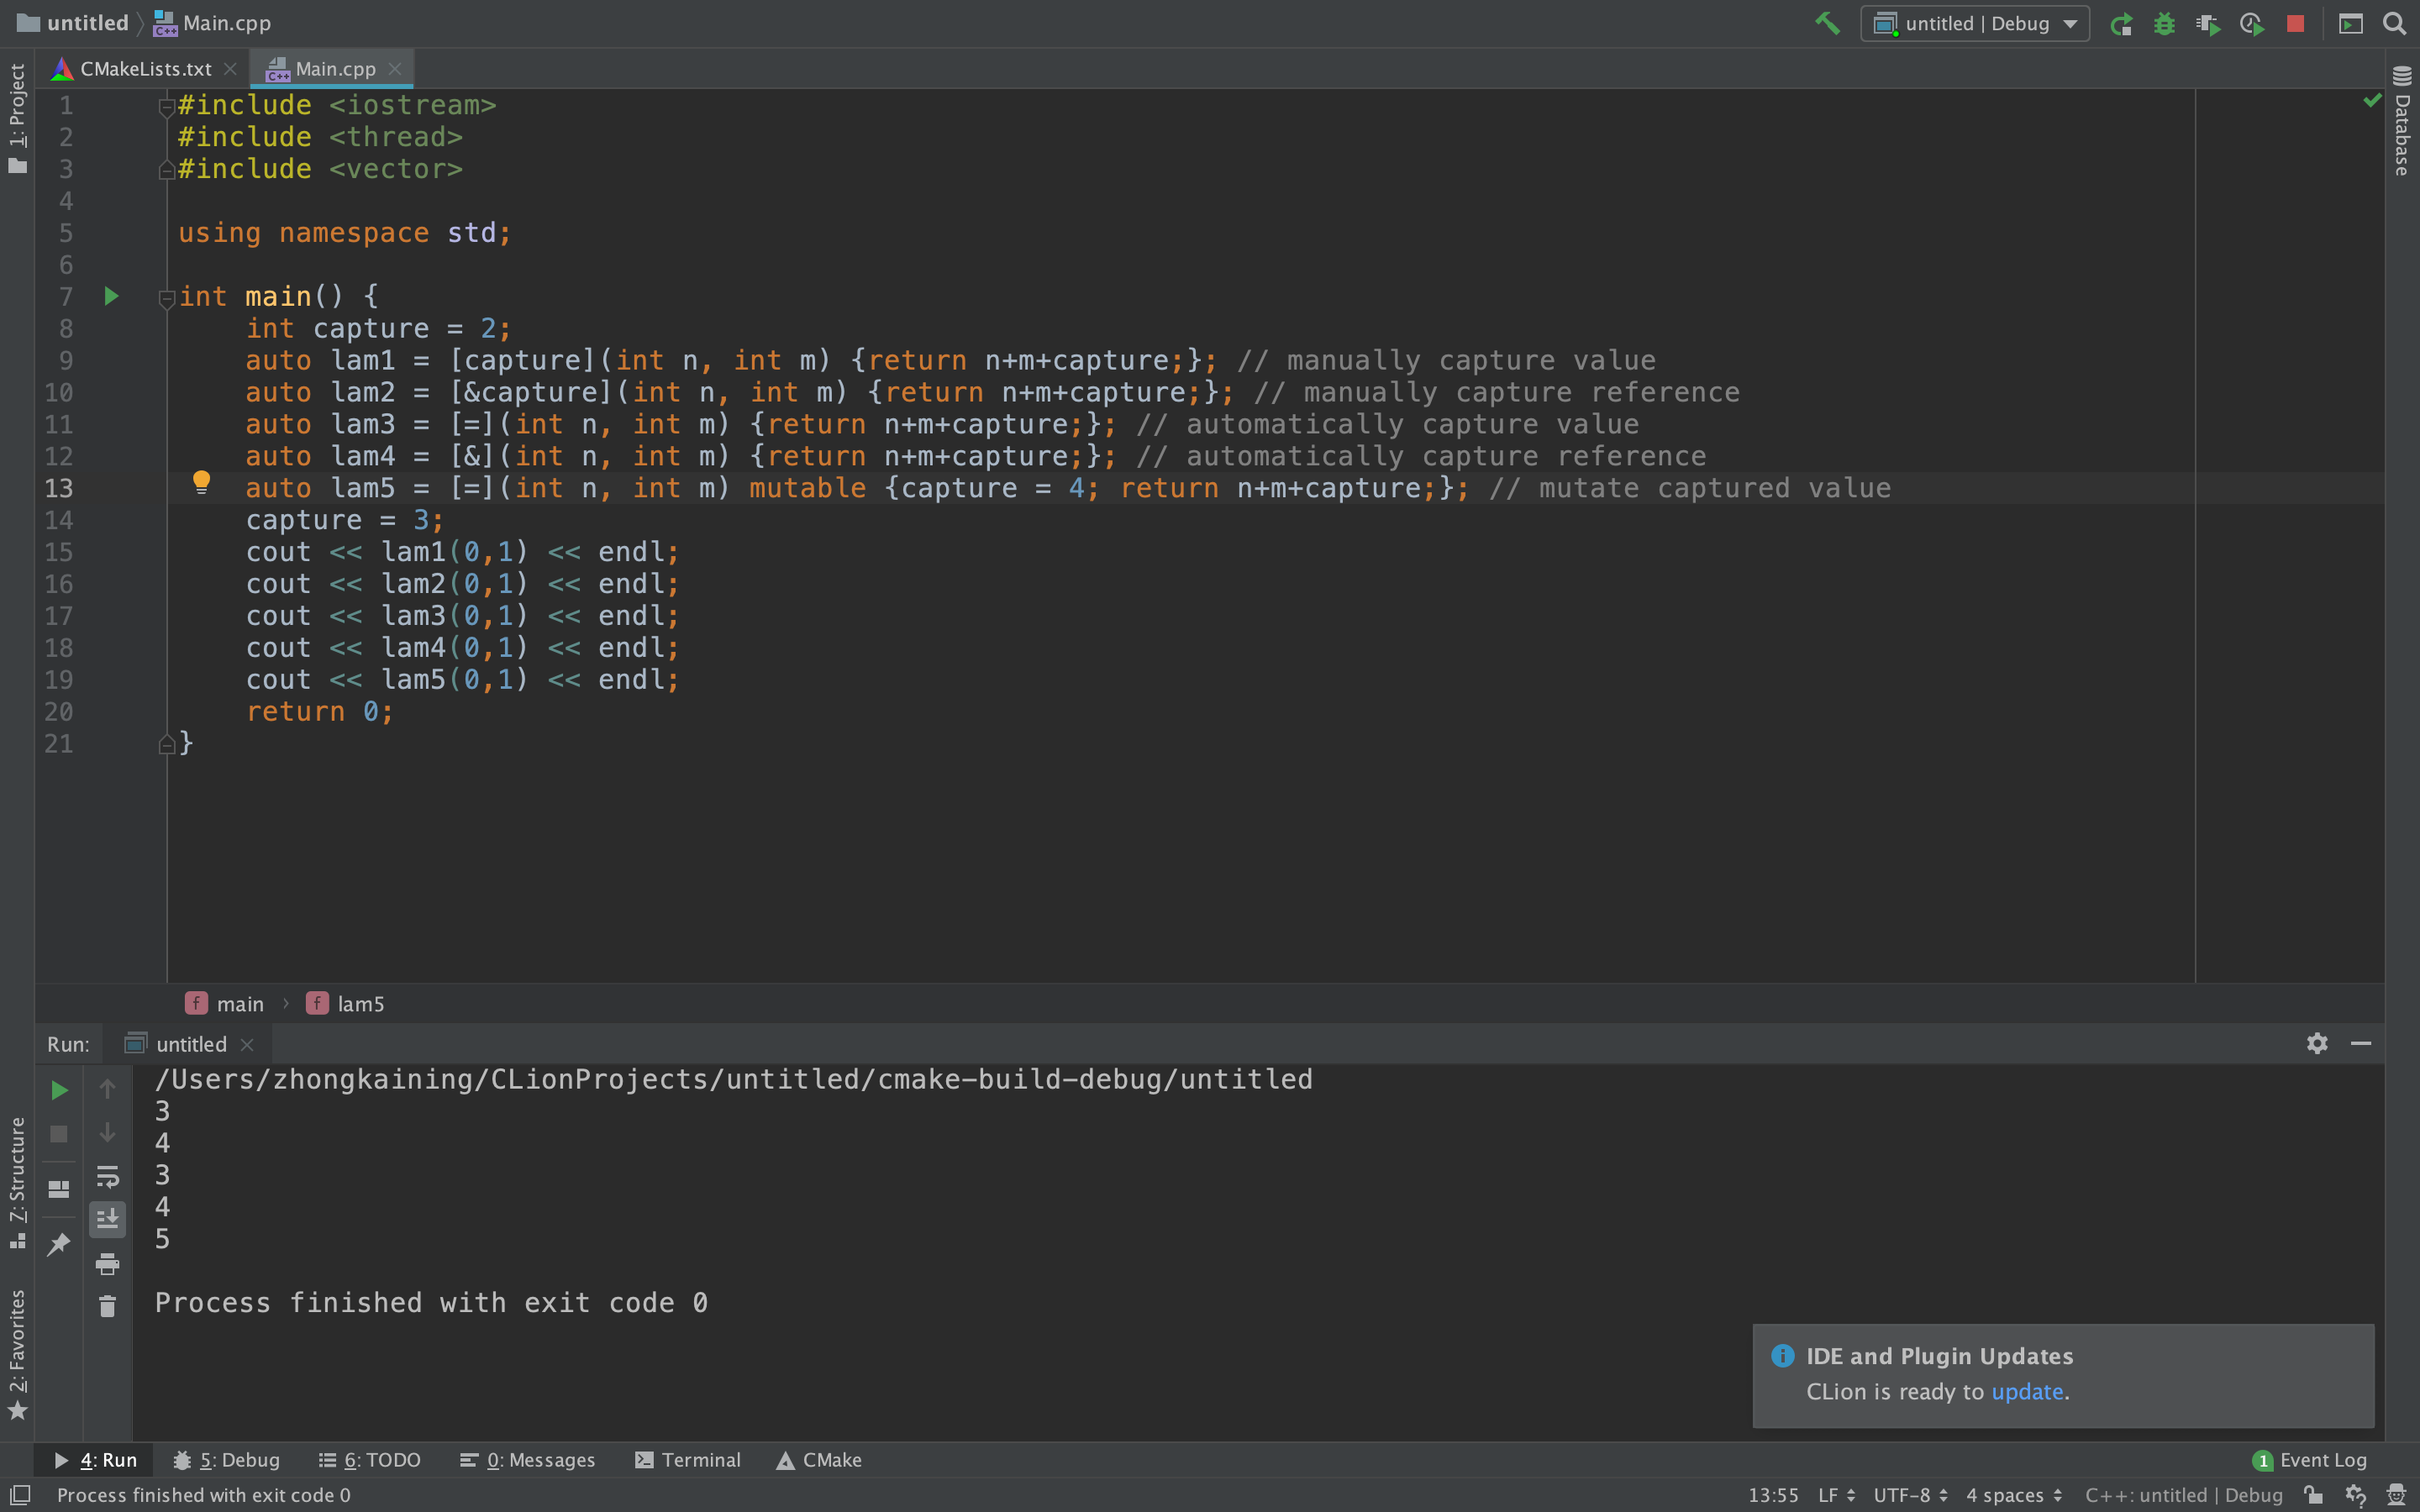 untitled Main.cpp
untitled | Debug
CMakeLists.txt Main.cpp
1: Project
Database
1 #include <iostream>
2 #include <thread>
3 #include <vector>
4
5 using namespace std;
6
7 int main() {
8 int capture = 2;
9 auto lam1 = [capture](int n, int m) {return n+m+capture;}; // manually capture value
10 auto lam2 = [&capture](int n, int m) {return n+m+capture;}; // manually capture reference
11 auto lam3 = [=](int n, int m) {return n+m+capture;}; // automatically capture value
12 auto lam4 = [&](int n, int m) {return n+m+capture;}; // automatically capture reference
13 auto lam5 = [=](int n, int m) mutable {capture = 4; return n+m+capture;}; // mutate captured value
14 capture = 3;
15 cout << lam1(0,1) << endl;
16 cout << lam2(0,1) << endl;
17 cout << lam3(0,1) << endl;
18 cout << lam4(0,1) << endl;
19 cout << lam5(0,1) << endl;
20 return 0;
21 }
f main › f lam5
Run: untitled
/Users/zhongkaining/CLionProjects/untitled/cmake-build-debug/untitled
3
4
3
4
5
Process finished with exit code 0
7: Structure
2: Favorites
IDE and Plugin Updates
CLion is ready to update.
4: Run 5: Debug 6: TODO 0: Messages Terminal CMake 1 Event Log
Process finished with exit code 0 13:55 LF UTF-8 4 spaces C++: untitled | Debug